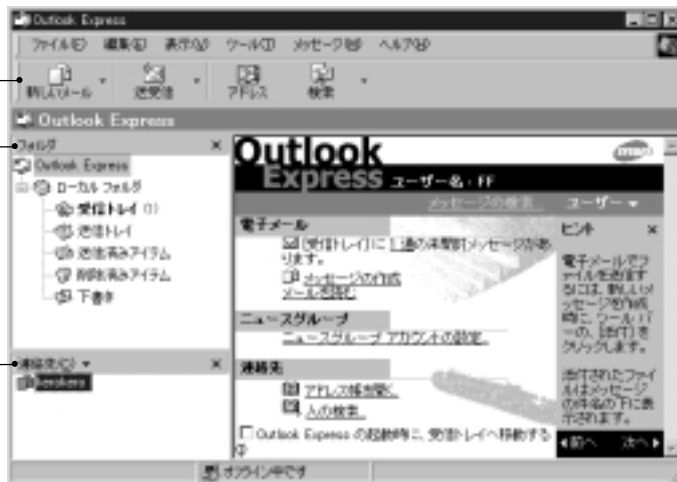 Outlook Express
ファイル(F) 編集(E) 表示(V) ツール(T) メッセージ(M) ヘルプ(H)
新しいメール 送受信 アドレス 検索
Outlook Express
フォルダ ×
Outlook Express
ローカル フォルダ
受信トレイ (1)
送信トレイ
送信済みアイテム
削除済みアイテム
下書き
連絡先(C) ×
Outlook
Express ユーザー名 : FF
msn
メッセージの検索... ユーザー
電子メール
[受信トレイ]に 1 通の未開封メッセージがあ
ります。
メッセージの作成
メールを読む
ニュースグループ
ニュースグループ アカウントの設定...
連絡先
アドレス帳を開く...
人の検索...
Outlook Express の起動時に、受信トレイへ移動する
ヒント ×
電子メールでフ
ァイルを送信す
るには、新しいメ
ッセージを作成
時に、ツール バ
ーの、[添付] を
クリックします。
添付されたファイ
ルはメッセージ
の件名の下に表
示されます。
前へ 次へ
オフライン中です